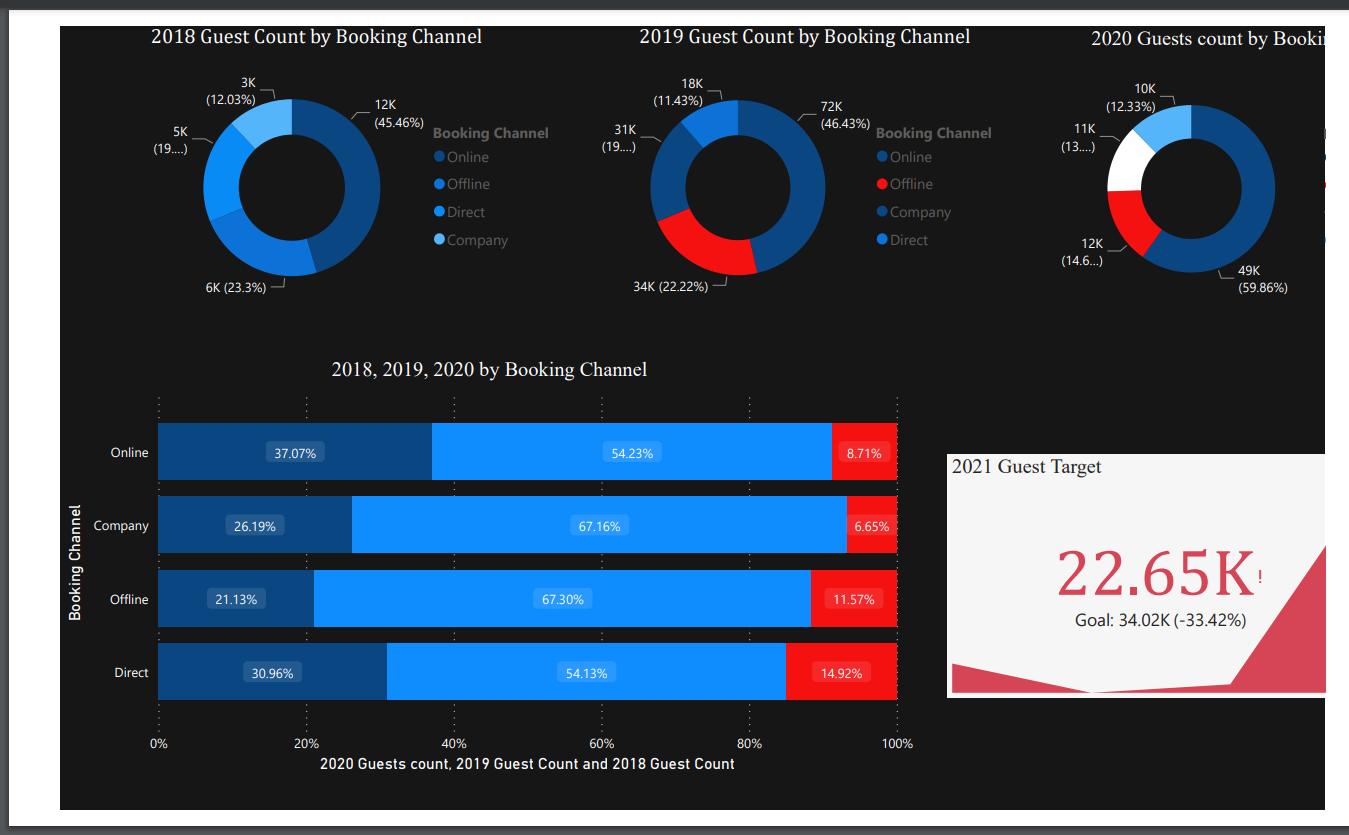 2018 Guest Count by Booking Channel
3K
(12.03%)
12K
(45.46%)
5K
(19....)
6K (23.3%)
Booking Channel
Online
Offline
Direct
Company
2019 Guest Count by Booking Channel
18K
(11.43%)
72K
(46.43%)
31K
(19....)
34K (22.22%)
Booking Channel
Online
Offline
Company
Direct
2020 Guests count by Bookin
10K
(12.33%)
11K
(13....)
12K
(14.6...)
49K
(59.86%)
2018, 2019, 2020 by Booking Channel
Booking Channel
Online
37.07%
54.23%
8.71%
Company
26.19%
67.16%
6.65%
Offline
21.13%
67.30%
11.57%
Direct
30.96%
54.13%
14.92%
0%
20%
40%
60%
80%
100%
2020 Guests count, 2019 Guest Count and 2018 Guest Count
2021 Guest Target
22.65K!
Goal: 34.02K (-33.42%)